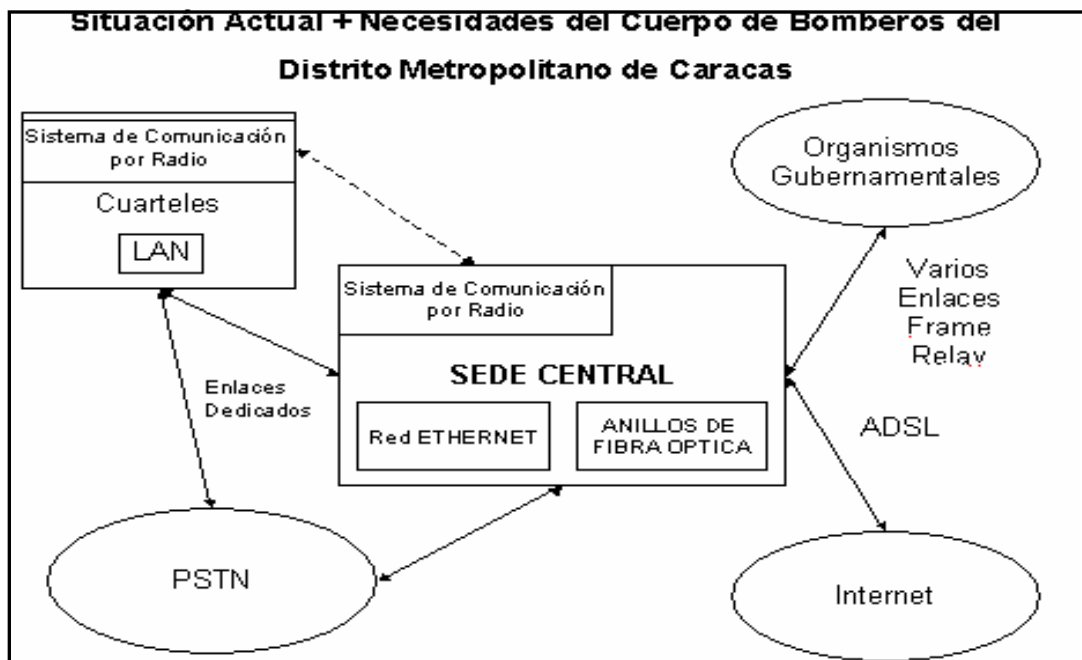 Situación Actual + Necesidades del Cuerpo de Bomberos del
Distrito Metropolitano de Caracas
Sistema de Comunicación
por Radio
Cuarteles
LAN
Organismos
Gubernamentales
Sistema de Comunicación
por Radio
Varios
Enlaces
Frame
Relay
SEDE CENTRAL
Enlaces
Dedicados
Red ETHERNET
ANILLOS DE
FIBRA OPTICA
ADSL
PSTN
Internet